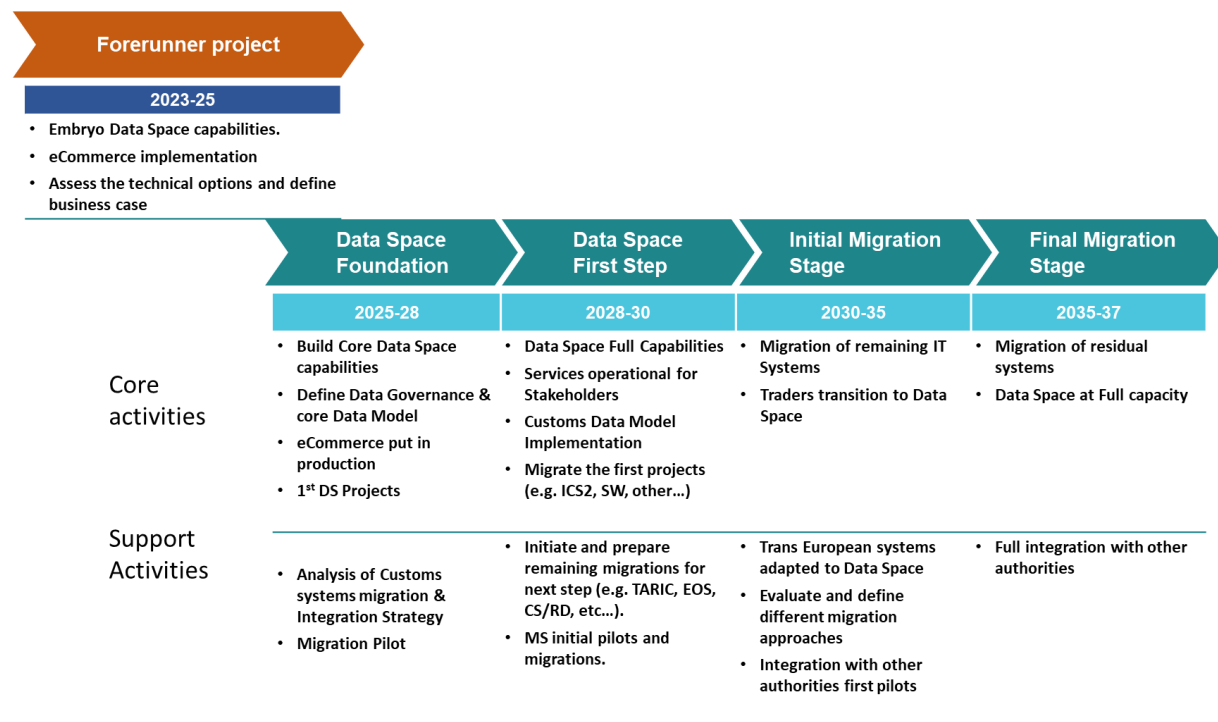 Forerunner project
2023-25
• Embryo Data Space capabilities.
• eCommerce implementation
• Assess the technical options and define
business case
Data Space
Foundation
Data Space
First Step
Initial Migration
Stage
Final Migration
Stage
2025-28
2028-30
2030-35
2035-37
Core
activities
• Build Core Data Space
capabilities
• Define Data Governance &
core Data Model
• eCommerce put in
production
• 1st DS Projects
• Data Space Full Capabilities
• Services operational for
Stakeholders
• Customs Data Model
Implementation
• Migrate the first projects
(e.g. ICS2, SW, other…)
• Migration of remaining IT
Systems
• Traders transition to Data
Space
• Migration of residual
systems
• Data Space at Full capacity
Support
Activities
• Analysis of Customs
systems migration &
Integration Strategy
• Migration Pilot
• Initiate and prepare
remaining migrations for
next step (e.g. TARIC, EOS,
CS/RD, etc…).
• MS initial pilots and
migrations.
• Trans European systems
adapted to Data Space
• Evaluate and define
different migration
approaches
• Integration with other
authorities first pilots
• Full integration with other
authorities